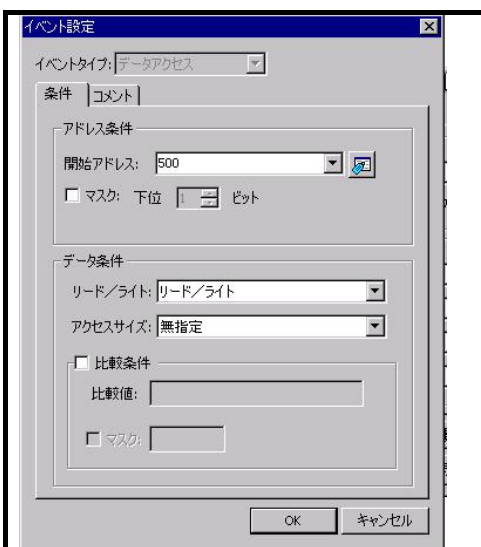 イベント設定
イベントタイプ: データアクセス
条件 コメント
アドレス条件
開始アドレス: 500
マスク: 下位 1 ビット
データ条件
リード／ライト: リード／ライト
アクセスサイズ: 無指定
比較条件
比較値:
マスク:
OK キャンセル